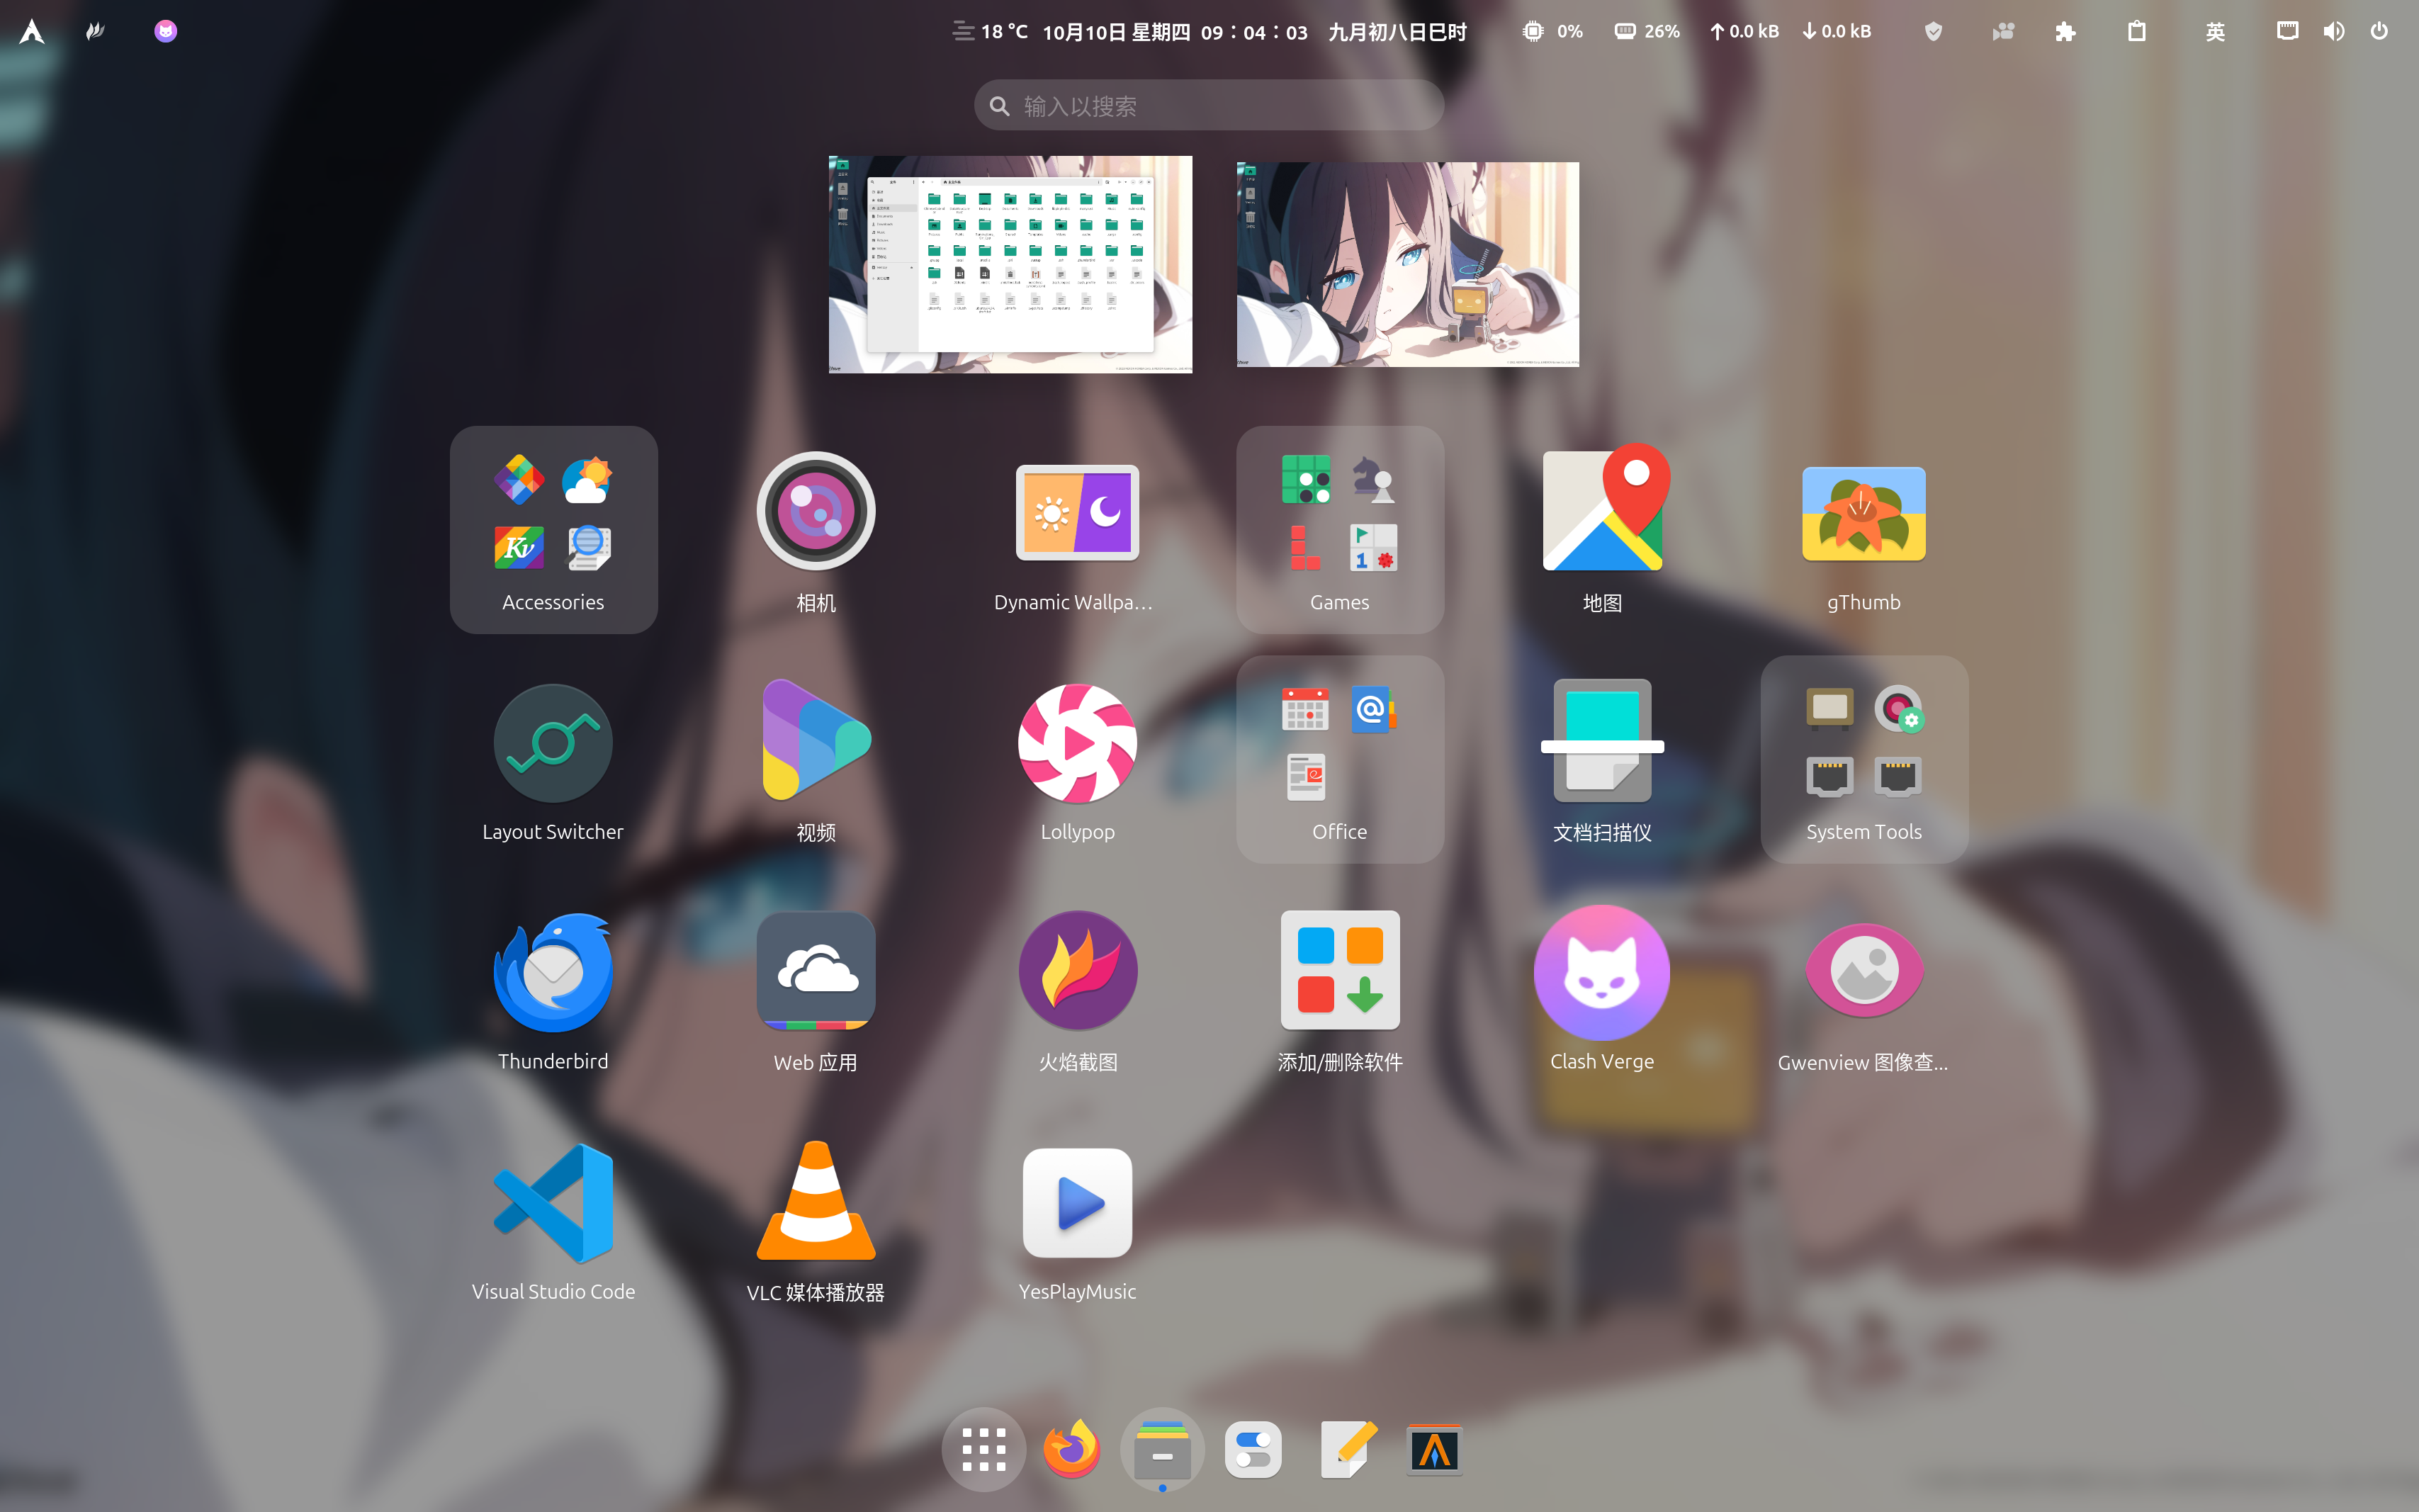 18 °C 10月10日 星期四 09：04：03 九月初八日巳时 0% 26% 0.0 kB 0.0 kB 英
输入以搜索
Accessories 相机 Dynamic Wallpa… Games 地图 gThumb
Layout Switcher 视频 Lollypop Office 文档扫描仪 System Tools
Thunderbird Web 应用 火焰截图 添加/删除软件 Clash Verge Gwenview 图像查...
Visual Studio Code VLC 媒体播放器 YesPlayMusic